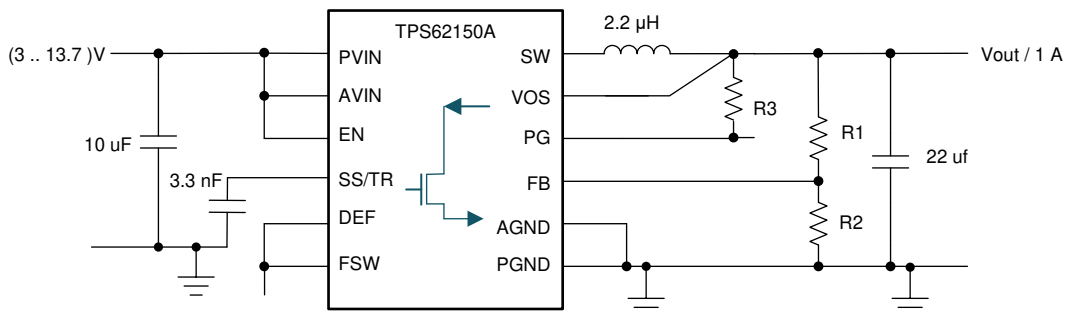 TPS62150A
2.2 µH
(3 .. 13.7 )V
PVIN
SW
Vout / 1 A
AVIN
VOS
R3
EN
PG
R1
10 uF
22 uf
3.3 nF
SS/TR
FB
DEF
AGND
R2
FSW
PGND